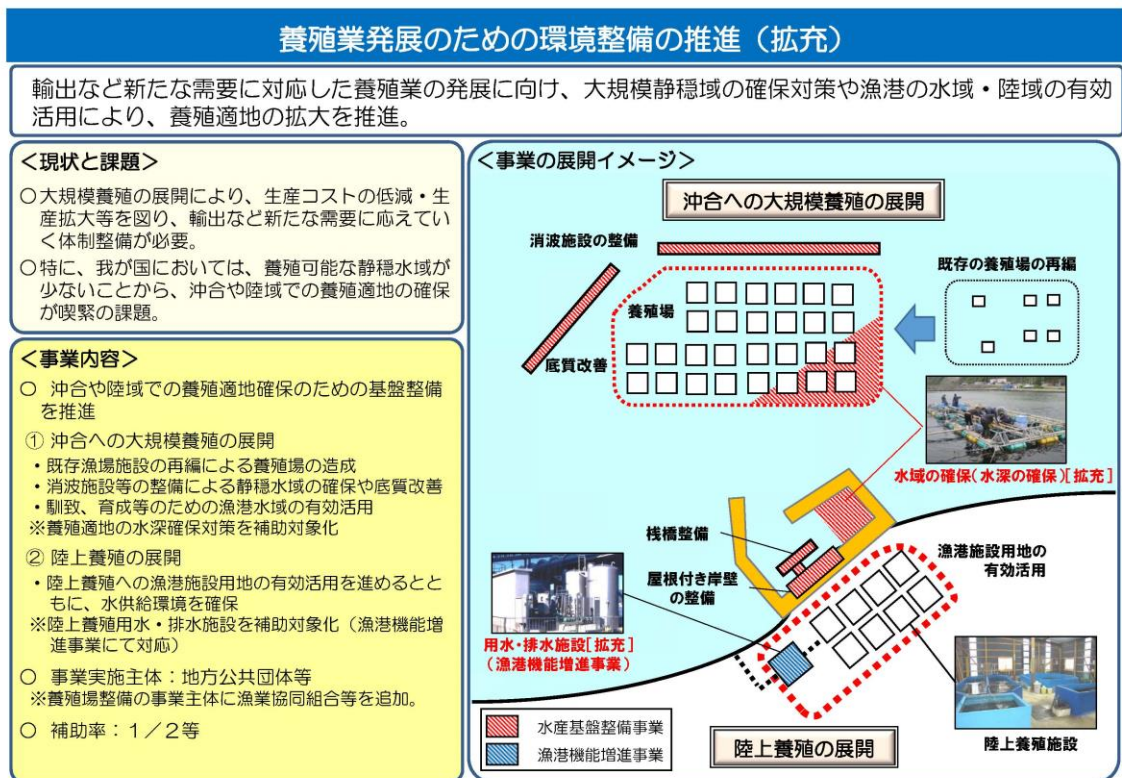 養殖業発展のための環境整備の推進（拡充）
輸出など新たな需要に対応した養殖業の発展に向け、大規模静穏域の確保対策や漁港の水域・陸域の有効
活用により、養殖適地の拡大を推進。
＜現状と課題＞
○大規模養殖の展開により、生産コストの低減・生
産拡大等を図り、輸出など新たな需要に応えてい
く体制整備が必要。
○特に、我が国においては、養殖可能な静穏水域が
少ないことから、沖合や陸域での養殖適地の確保
が喫緊の課題。
＜事業内容＞
○ 沖合や陸域での養殖適地確保のための基盤整備
を推進
① 沖合への大規模養殖の展開
・既存漁場施設の再編による養殖場の造成
・消波施設等の整備による静穏水域の確保や底質改善
・馴致、育成等のための漁港水域の有効活用
※養殖適地の水深確保対策を補助対象化
② 陸上養殖の展開
・陸上養殖への漁港施設用地の有効活用を進めるとと
もに、水供給環境を確保
※陸上養殖用水・排水施設を補助対象化（漁港機能増
進事業にて対応）
○ 事業実施主体：地方公共団体等
※養殖場整備の事業主体に漁業協同組合等を追加。
○ 補助率：１／２等
＜事業の展開イメージ＞
沖合への大規模養殖の展開
消波施設の整備
既存の養殖場の再編
養殖場
底質改善
水域の確保(水深の確保)[拡充]
桟橋整備
漁港施設用地の
有効活用
屋根付き岸壁
の整備
用水・排水施設[拡充]
(漁港機能増進事業)
水産基盤整備事業
漁港機能増進事業
陸上養殖の展開
陸上養殖施設